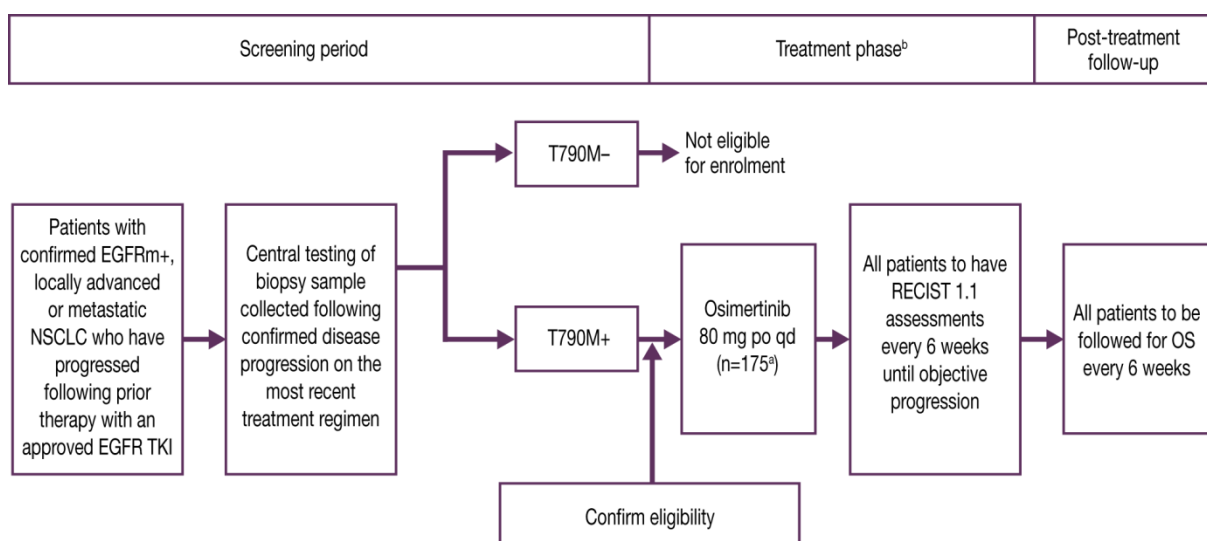 Screening period
Treatment phaseᵇ
Post-treatment
follow-up
T790M–
Not eligible
for enrolment
Patients with
confirmed EGFRm+,
locally advanced
or metastatic
NSCLC who have
progressed
following prior
therapy with an
approved EGFR TKI
Central testing of
biopsy sample
collected following
confirmed disease
progression on the
most recent
treatment regimen
T790M+
Osimertinib
80 mg po qd
(n=175ᵃ)
All patients to have
RECIST 1.1
assessments
every 6 weeks
until objective
progression
All patients to be
followed for OS
every 6 weeks
Confirm eligibility